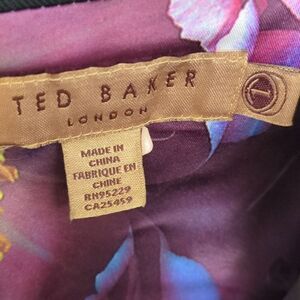 TED BAKER
LONDON
1
MADE IN
CHINA
FABRIQUE EN
CHINE
RN95229
CA25459